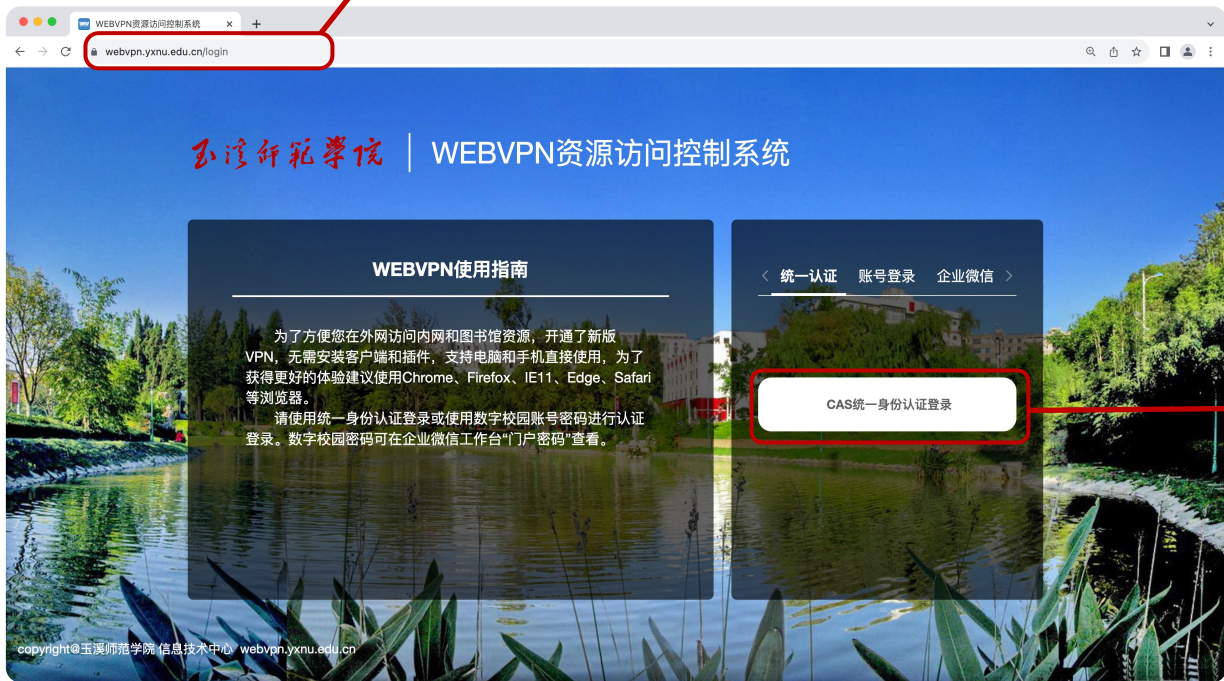 WEBVPN资源访问控制系统
webvpn.yxnu.edu.cn/login
玉溪师范学院
WEBVPN资源访问控制系统
WEBVPN使用指南
为了方便您在外网访问内网和图书馆资源，开通了新版
VPN，无需安装客户端和插件，支持电脑和手机直接使用，为了
获得更好的体验建议使用Chrome、Firefox、IE11、Edge、Safari
等浏览器。
请使用统一身份认证登录或使用数字校园账号密码进行认证
登录。数字校园密码可在企业微信工作台“门户密码”查看。
统一认证 账号登录 企业微信
CAS统一身份认证登录
copyright@玉溪师范学院 信息技术中心 webvpn.yxnu.edu.cn